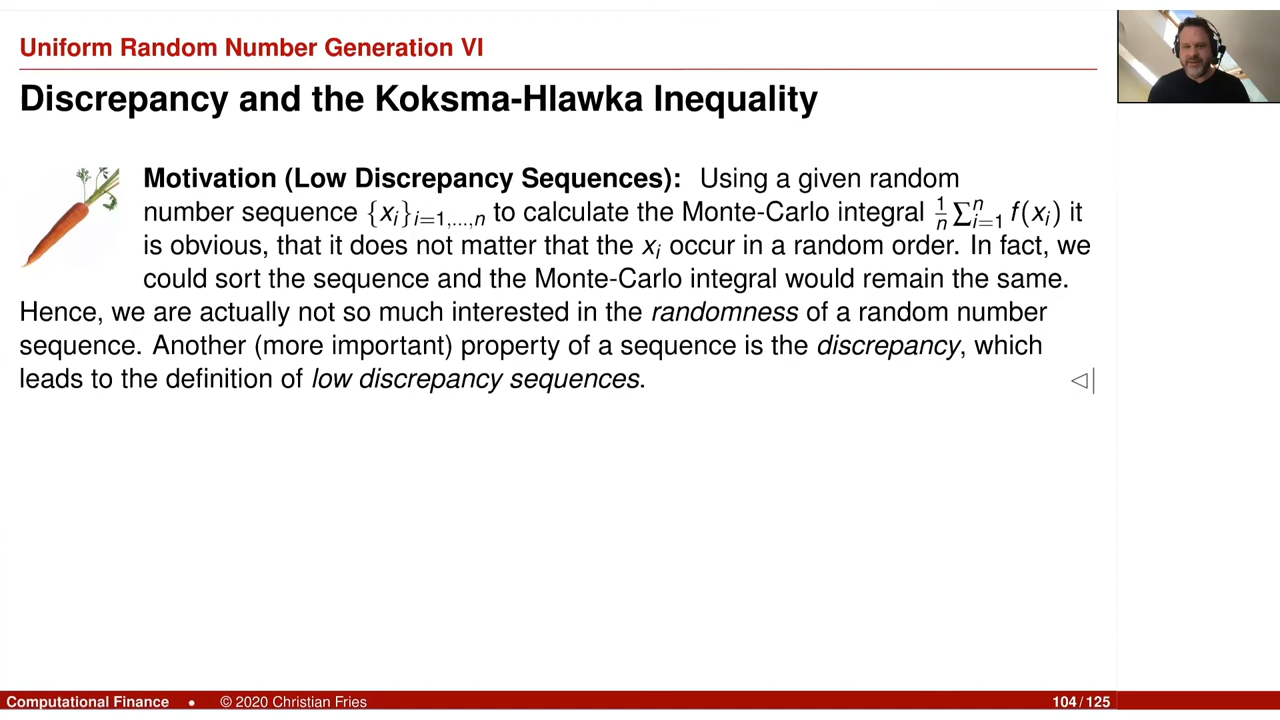 Uniform Random Number Generation VI
Discrepancy and the Koksma-Hlawka Inequality
Motivation (Low Discrepancy Sequences): Using a given random
number sequence {x_i}_{i=1,...,n} to calculate the Monte-Carlo integral \frac{1}{n} \sum_{i=1}^{n} f(x_i) it
is obvious, that it does not matter that the x_i occur in a random order. In fact, we
could sort the sequence and the Monte-Carlo integral would remain the same.
Hence, we are actually not so much interested in the randomness of a random number
sequence. Another (more important) property of a sequence is the discrepancy, which
leads to the definition of low discrepancy sequences. ◁|
Computational Finance • © 2020 Christian Fries 104 / 125